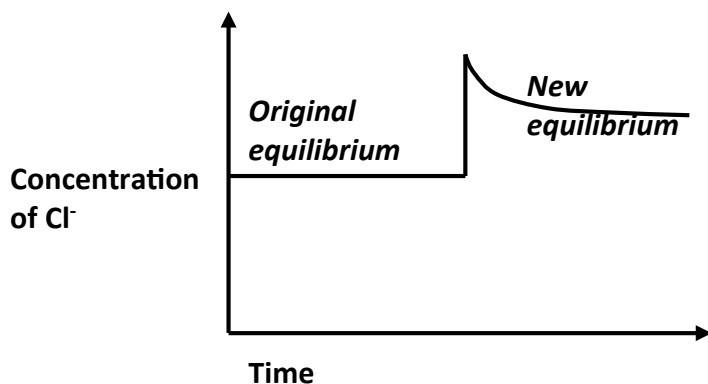 New
Original
equilibrium
equilibrium
Concentration
of Cl⁻
Time